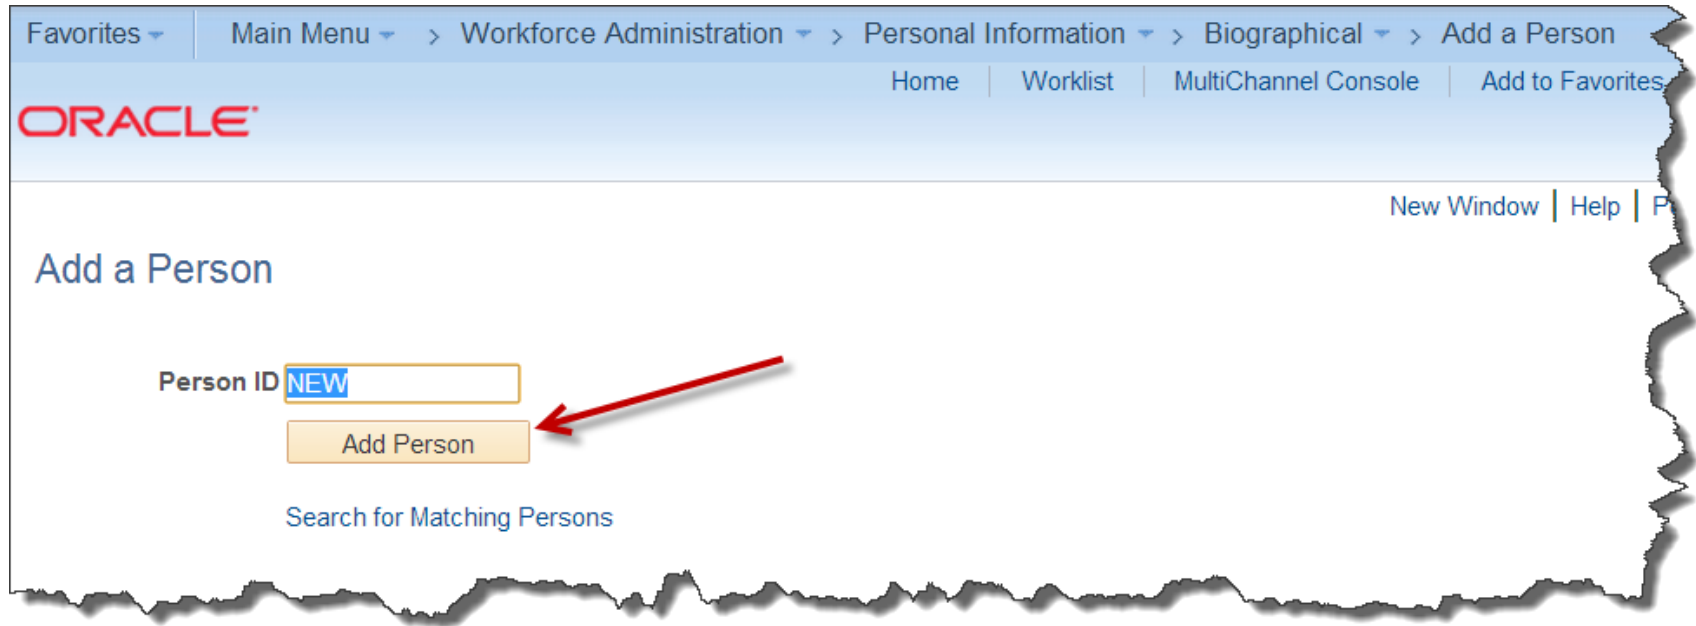 Favorites Main Menu > Workforce Administration > Personal Information > Biographical > Add a Person
Home Worklist MultiChannel Console Add to Favorites
ORACLE
New Window | Help |
Add a Person
Person ID NEW
Add Person
Search for Matching Persons